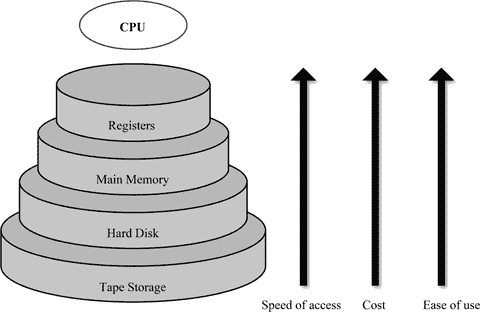 CPU
Registers
Main Memory
Hard Disk
Tape Storage
Speed of access
Cost
Ease of use